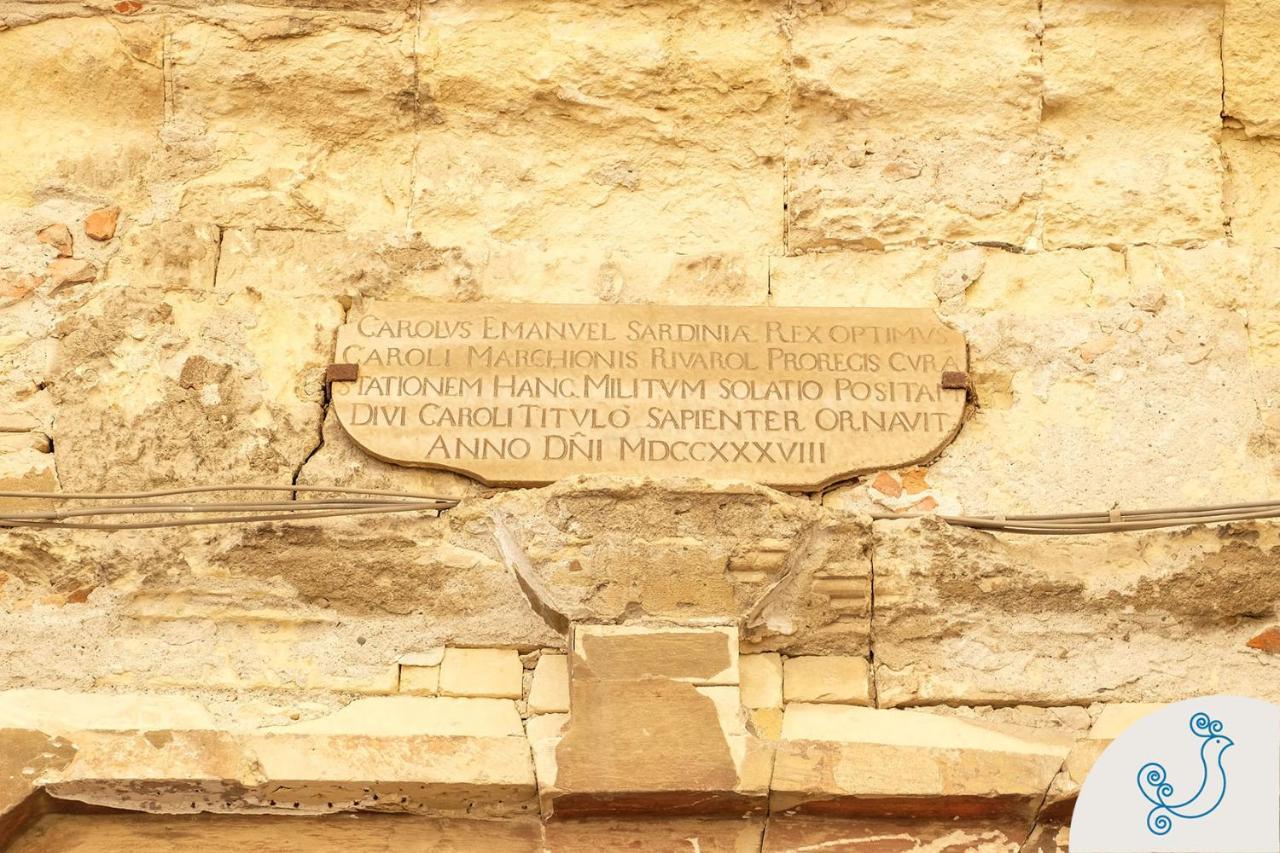 CAROLVS EMANVEL SARDINIÆ REX OPTIMVS
CAROLI MARCHIONIS RIVAROL PROREGIS CVRA
STATIONEM HANC MILITVM SOLATIO POSITAM
DIVI CAROLI TITVLO SAPIENTER ORNAVIT
ANNO DÑI MDCCXXXVIII